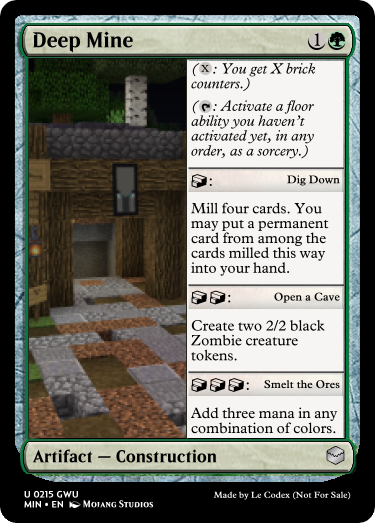 Deep Mine 1
(X: You get X brick
counters.)
(: Activate a floor
ability you haven't
activated yet, in any
order, as a sorcery.)
: Dig Down
Mill four cards. You
may put a permanent
card from among the
cards milled this way
into your hand.
: Open a Cave
Create two 2/2 black
Zombie creature
tokens.
: Smelt the Ores
Add three mana in any
combination of colors.
Artifact — Construction
U 0215 GWU
MIN • EN Mojang Studios
Made by Le Codex (Not For Sale)